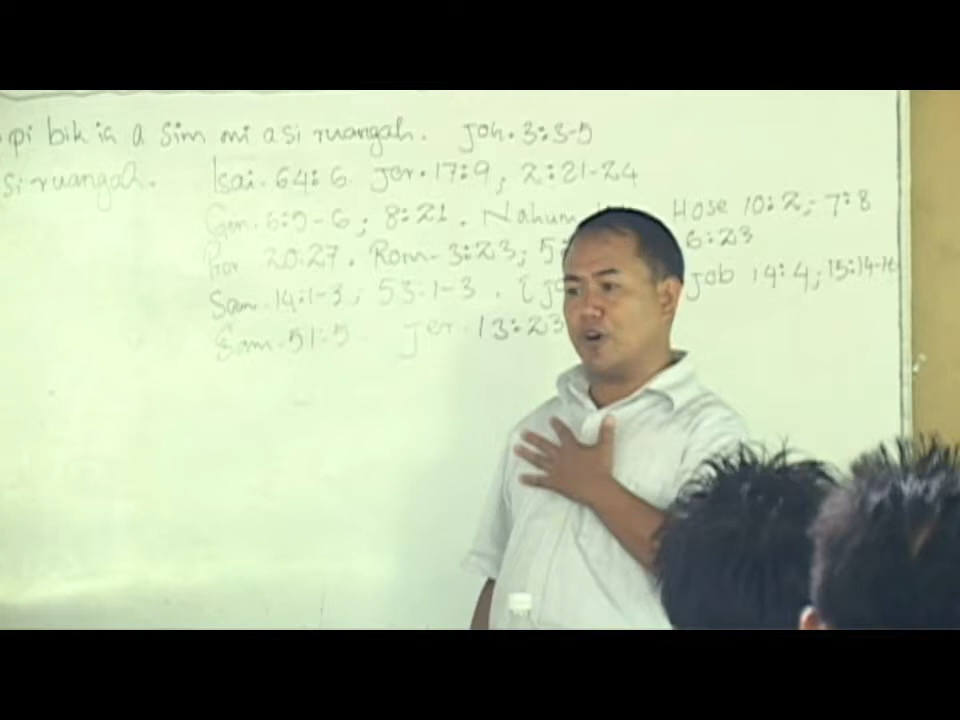 pi bik in a sim mi a si ruangah. Joh. 3:3-5
si ruangah. Isai. 64:6 Jer. 17:9, 2:21-24
Gen. 6:5-6; 8:21. Nahum Hose 10:2; 7:8
20:27. Rom. 3:23; 5: 6:23
Sam. 14:1-3; 53:1-3. Job 14:4; 15:14-16
Sam. 51:5. Jer. 13:23